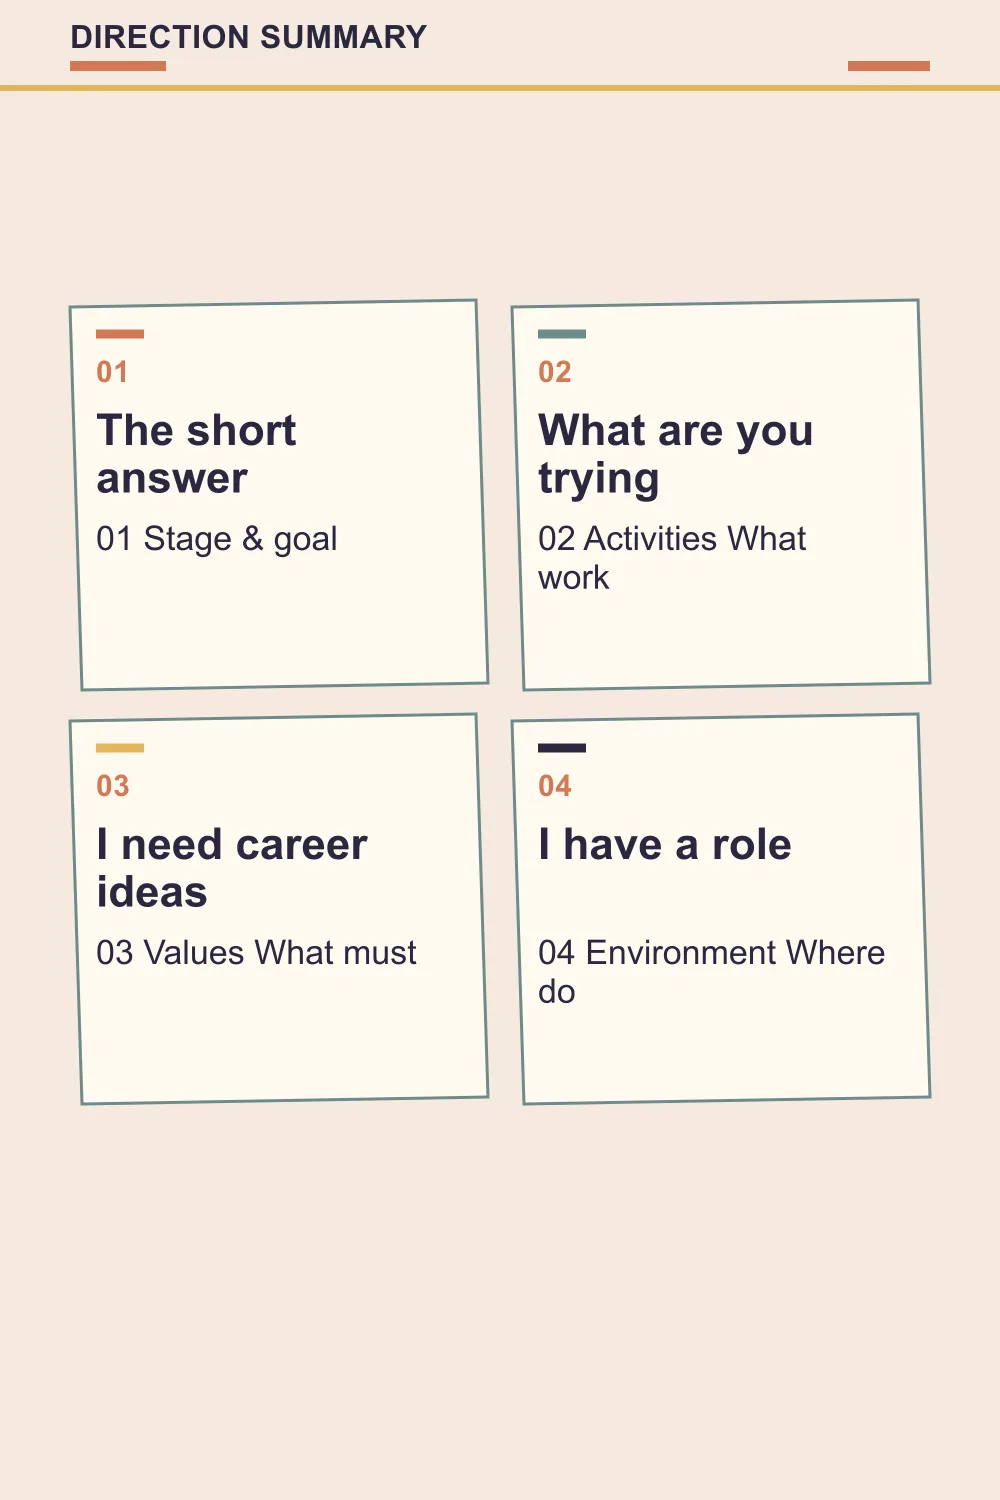 DIRECTION SUMMARY
01
The short
answer
01 Stage & goal
02
What are you
trying
02 Activities What
work
03
I need career
ideas
03 Values What must
04
I have a role
04 Environment Where
do